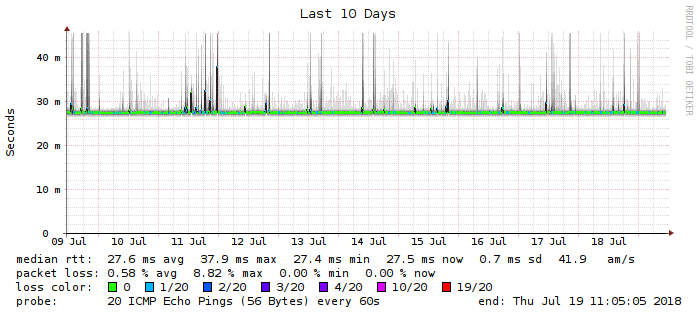 Last 10 Days
RRDTOOL / TOBI OETIKER
Seconds
40 m
30 m
20 m
10 m
0
09 Jul 10 Jul 11 Jul 12 Jul 13 Jul 14 Jul 15 Jul 16 Jul 17 Jul 18 Jul
median rtt: 27.6 ms avg 37.9 ms max 27.4 ms min 27.5 ms now 0.7 ms sd 41.9 am/s
packet loss: 0.58 % avg 8.82 % max 0.00 % min 0.00 % now
loss color: 0 1/20 2/20 3/20 4/20 10/20 19/20
probe: 20 ICMP Echo Pings (56 Bytes) every 60s end: Thu Jul 19 11:05:05 2018